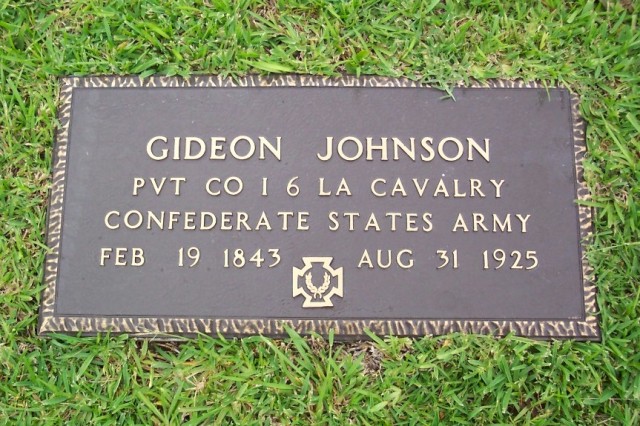 GIDEON JOHNSON
PVT CO I 6 LA CAVALRY
CONFEDERATE STATES ARMY
FEB 19 1843 AUG 31 1925